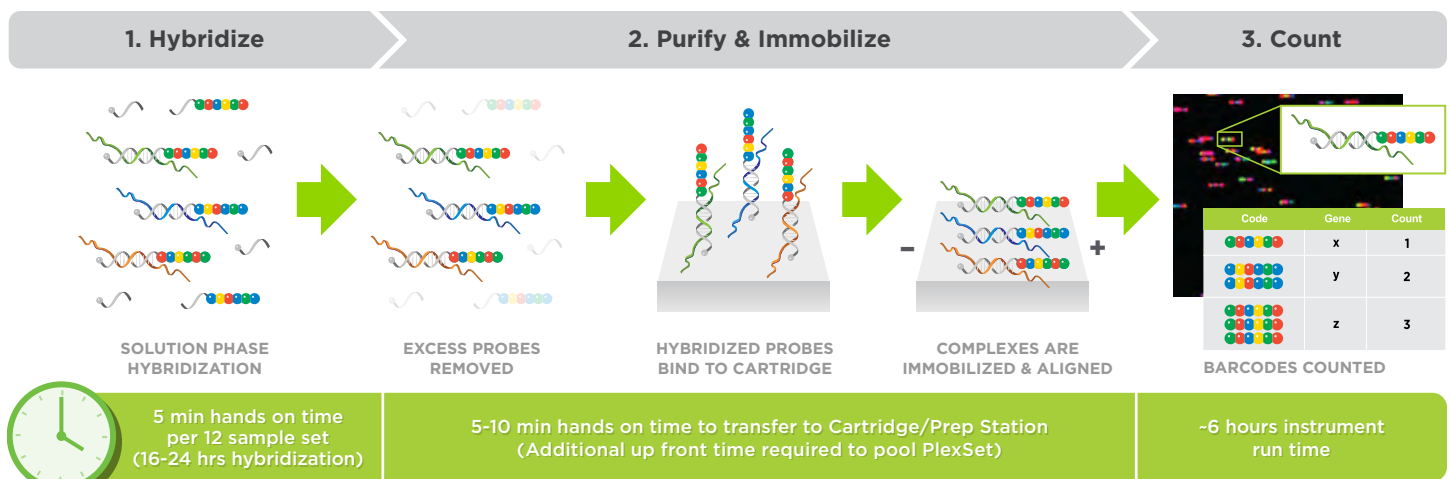 1. Hybridize
2. Purify & Immobilize
3. Count
Code Gene Count
x 1
y 2
z 3
–
+
SOLUTION PHASE
HYBRIDIZATION
EXCESS PROBES
REMOVED
HYBRIDIZED PROBES
BIND TO CARTRIDGE
COMPLEXES ARE
IMMOBILIZED & ALIGNED
BARCODES COUNTED
5 min hands on time
per 12 sample set
(16-24 hrs hybridization)
5-10 min hands on time to transfer to Cartridge/Prep Station
(Additional up front time required to pool PlexSet)
~6 hours instrument
run time